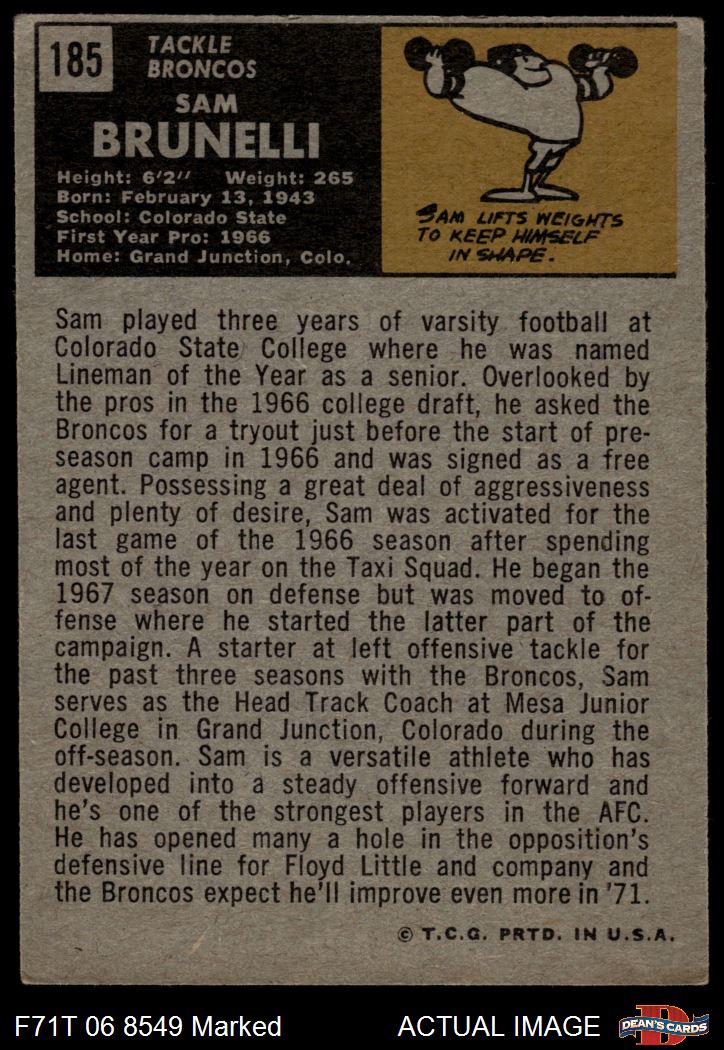 185
TACKLE
BRONCOS
SAM
BRUNELLI
Height: 6'2" Weight: 265
Born: February 13, 1943
School: Colorado State
First Year Pro: 1966
Home: Grand Junction, Colo.
SAM LIFTS WEIGHTS
TO KEEP HIMSELF
IN SHAPE.
Sam played three years of varsity football at
Colorado State College where he was named
Lineman of the Year as a senior. Overlooked by
the pros in the 1966 college draft, he asked the
Broncos for a tryout just before the start of pre-
season camp in 1966 and was signed as a free
agent. Possessing a great deal of aggressiveness
and plenty of desire, Sam was activated for the
last game of the 1966 season after spending
most of the year on the Taxi Squad. He began the
1967 season on defense but was moved to of-
fense where he started the latter part of the
campaign. A starter at left offensive tackle for
the past three seasons with the Broncos, Sam
serves as the Head Track Coach at Mesa Junior
College in Grand Junction, Colorado during the
off-season. Sam is a versatile athlete who has
developed into a steady offensive forward and
he's one of the strongest players in the AFC.
He has opened many a hole in the opposition's
defensive line for Floyd Little and company and
the Broncos expect he'll improve even more in '71.
© T.C.G. PRTD. IN U.S.A.
F71T 06 8549 Marked
ACTUAL IMAGE
D
DEAN'S CARDS